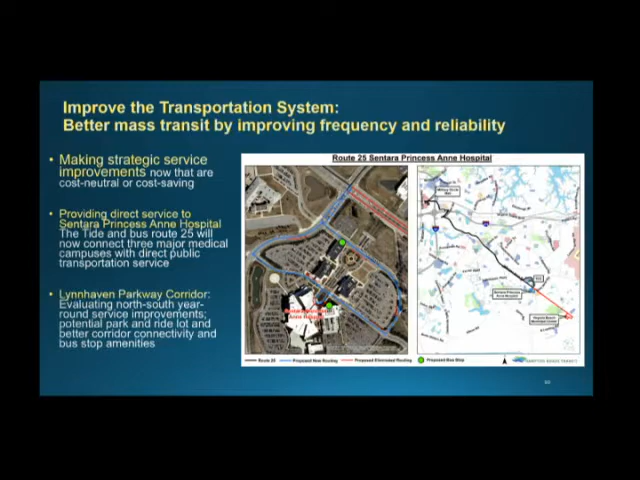 Improve the Transportation System:
Better mass transit by improving frequency and reliability
• Making strategic service
improvements now that are
cost-neutral or cost-saving
• Providing direct service to
Sentara Princess Anne Hospital
The Tide and bus route 25 will
now connect three major medical
campuses with direct public
transportation service
• Lynnhaven Parkway Corridor:
Evaluating north-south year-
round service improvements;
potential park and ride lot and
better corridor connectivity and
bus stop amenities
Route 25 Sentara Princess Anne Hospital
Route 25
Proposed New Routing
Proposed Eliminated Routing
Proposed Bus Stop
HAMPTON ROADS TRANSIT